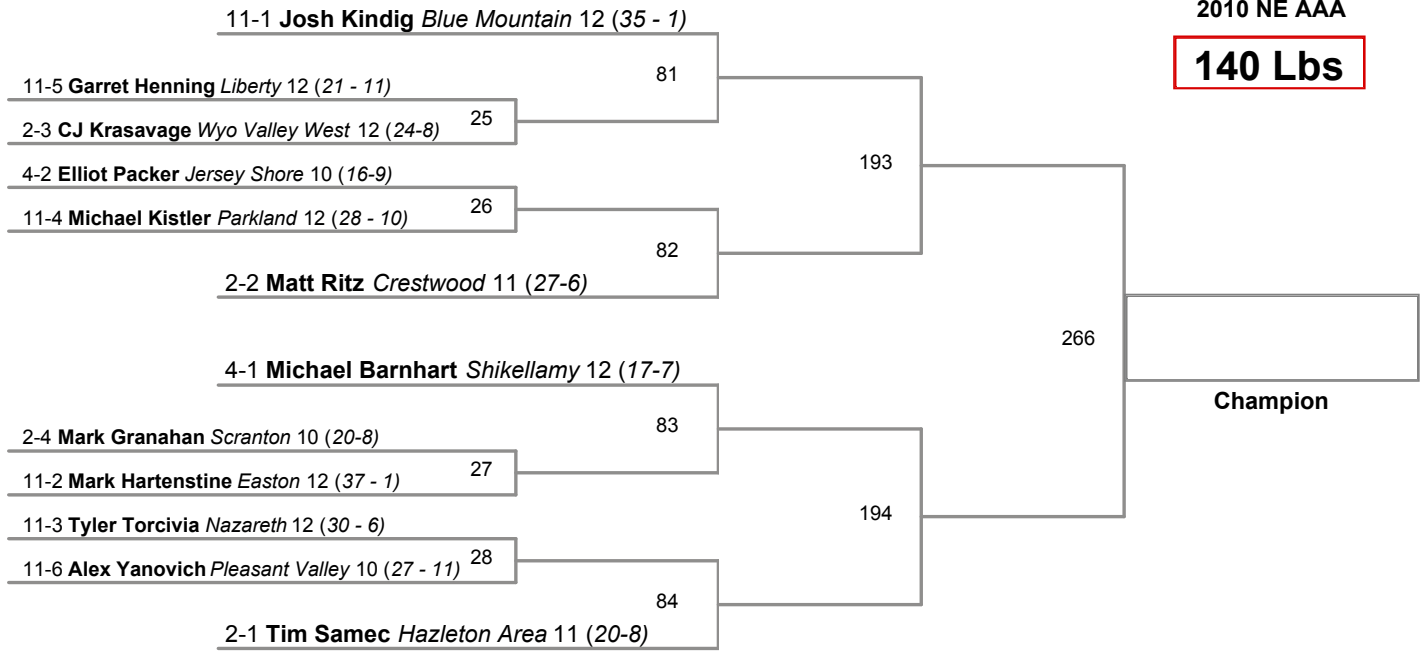 2010 NE AAA
140 Lbs
11-1 Josh Kindig Blue Mountain 12 (35 - 1)
81
11-5 Garret Henning Liberty 12 (21 - 11)
25
2-3 CJ Krasavage Wyo Valley West 12 (24-8)
193
4-2 Elliot Packer Jersey Shore 10 (16-9)
26
11-4 Michael Kistler Parkland 12 (28 - 10)
82
2-2 Matt Ritz Crestwood 11 (27-6)
266
4-1 Michael Barnhart Shikellamy 12 (17-7)
Champion
83
2-4 Mark Granahan Scranton 10 (20-8)
27
11-2 Mark Hartenstine Easton 12 (37 - 1)
194
11-3 Tyler Torcivia Nazareth 12 (30 - 6)
28
11-6 Alex Yanovich Pleasant Valley 10 (27 - 11)
84
2-1 Tim Samec Hazleton Area 11 (20-8)